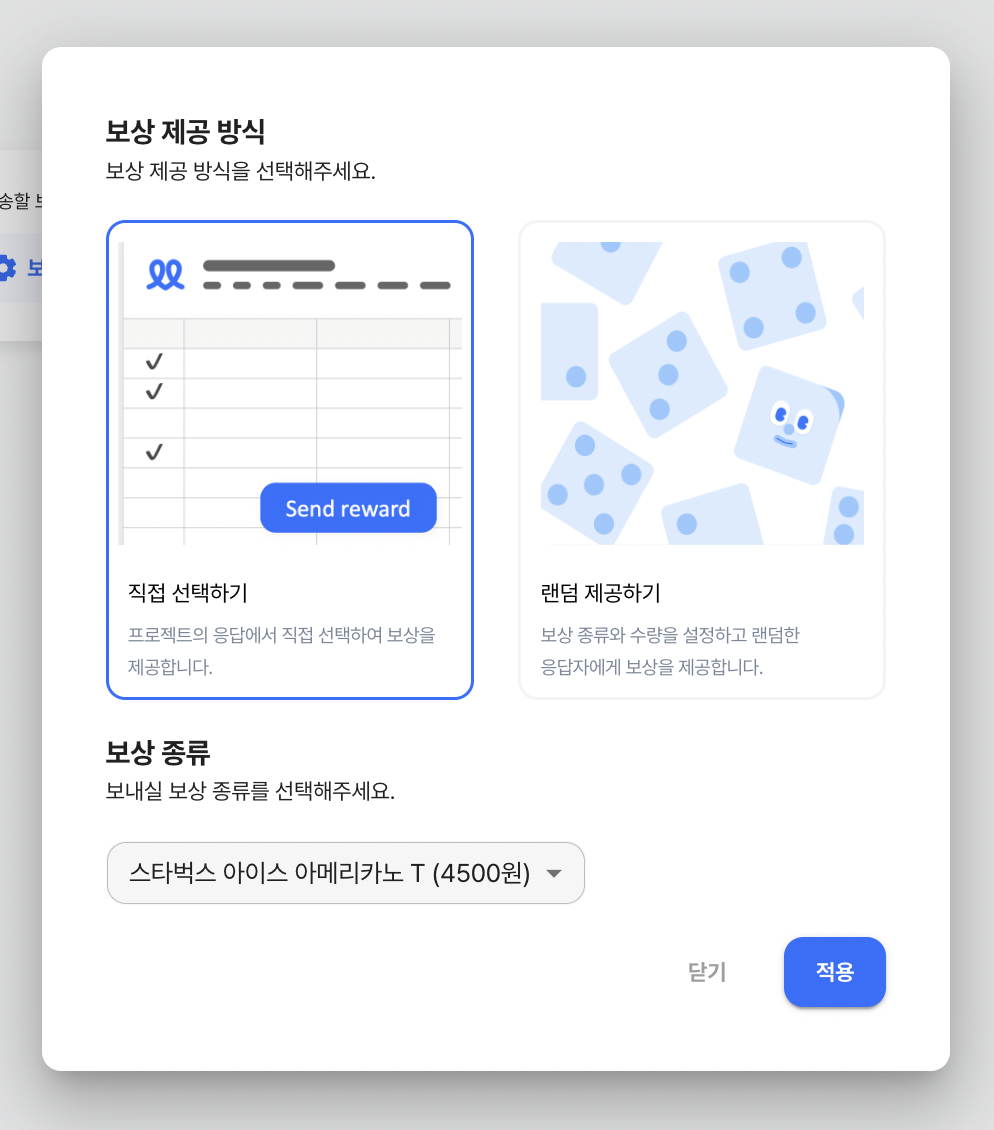 보상 제공 방식
보상 제공 방식을 선택해주세요.
송할
보
Send reward
직접 선택하기
프로젝트의 응답에서 직접 선택하여 보상을
제공합니다.
랜덤 제공하기
보상 종류와 수량을 설정하고 랜덤한
응답자에게 보상을 제공합니다.
보상 종류
보내실 보상 종류를 선택해주세요.
스타벅스 아이스 아메리카노 T (4500원)
닫기
적용